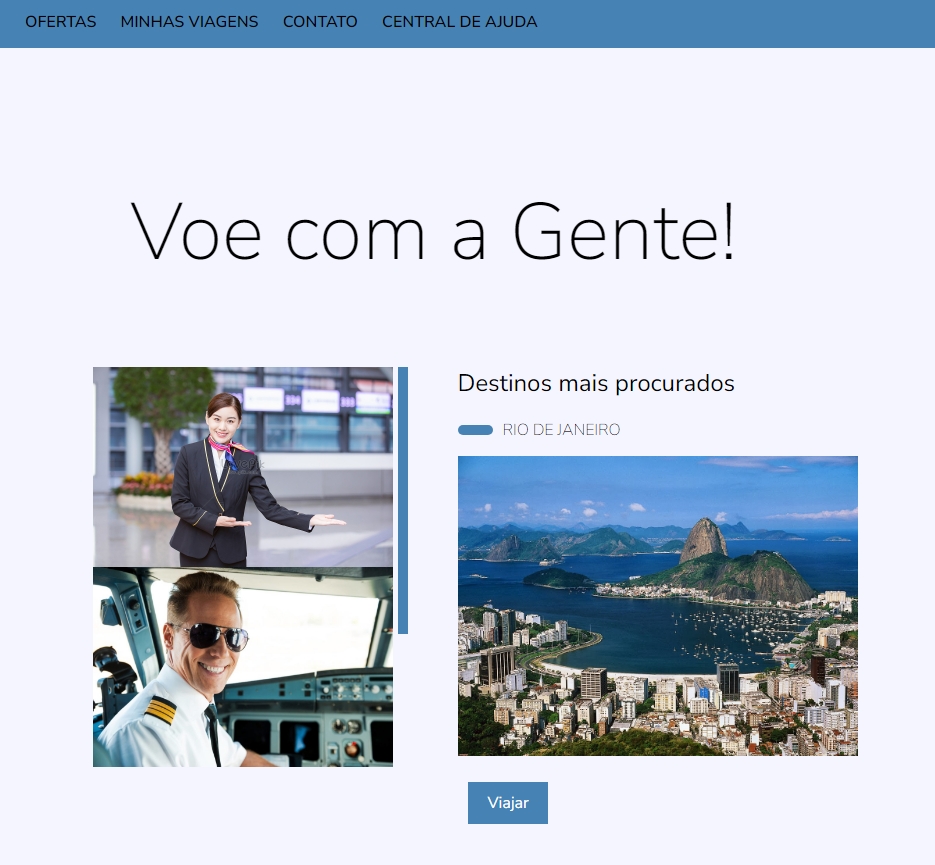 OFERTAS MINHAS VIAGENS CONTATO CENTRAL DE AJUDA
Voe com a Gente!
Destinos mais procurados
RIO DE JANEIRO
Viajar